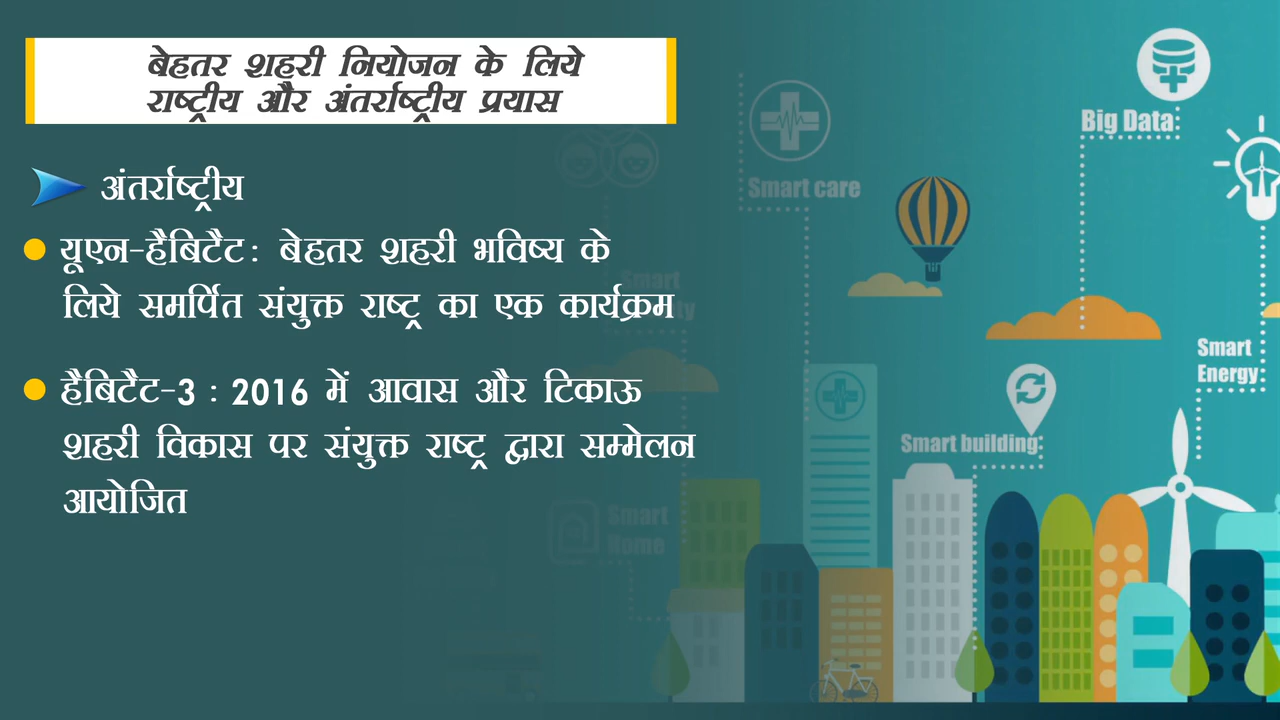 बेहतर शहरी नियोजन के लिये
राष्ट्रीय और अंतर्राष्ट्रीय प्रयास
अंतर्राष्ट्रीय
यूएन-हैबिटैट: बेहतर शहरी भविष्य के
लिये समर्पित संयुक्त राष्ट्र का एक कार्यक्रम
हैबिटैट-3 : 2016 में आवास और टिकाऊ
शहरी विकास पर संयुक्त राष्ट्र द्वारा सम्मेलन
आयोजित
Big Data
Smart care
Smart
Smart
Energy
Smart building
Smart
Home